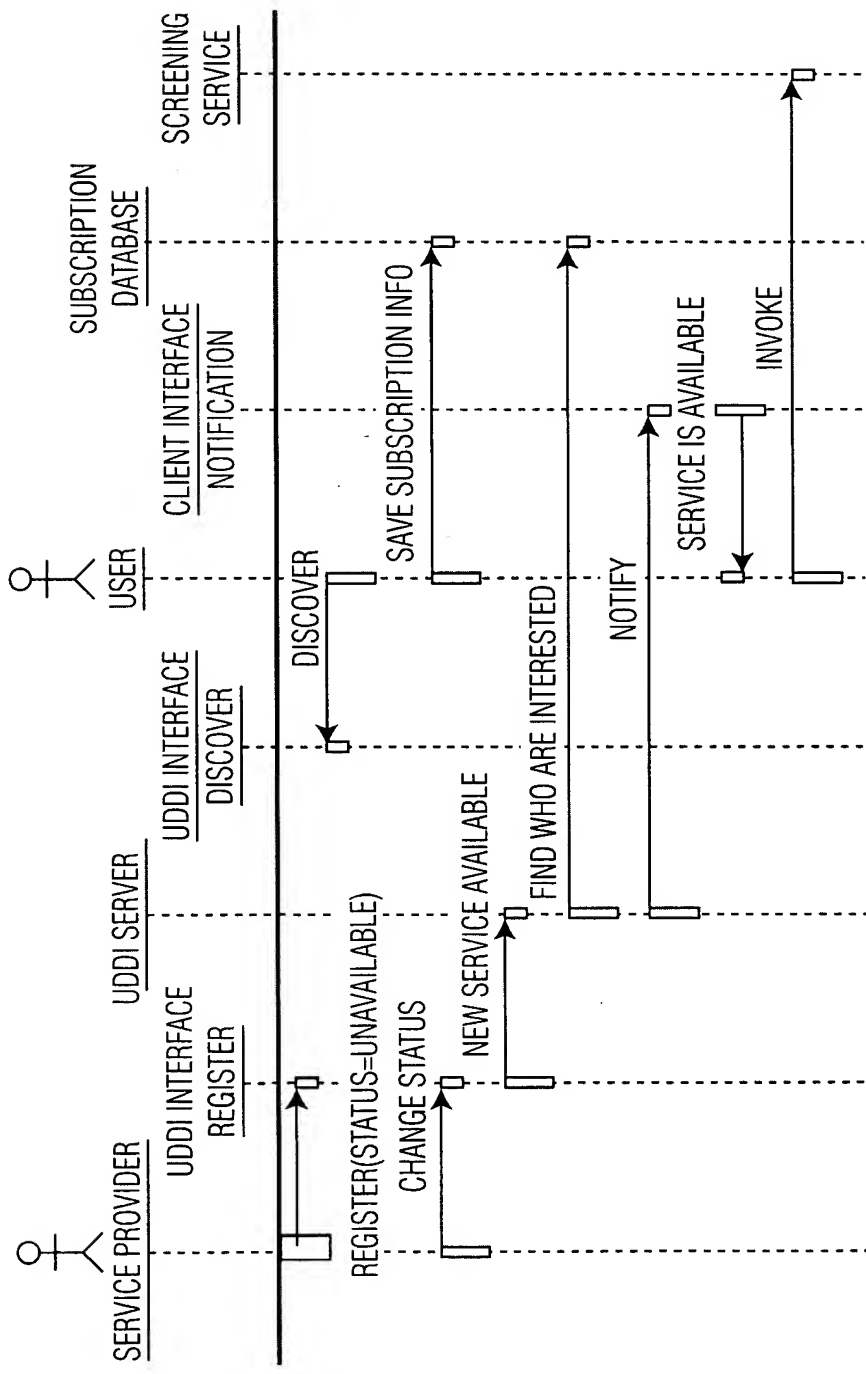 SERVICE PROVIDER
UDDI INTERFACE
REGISTER
UDDI SERVER
UDDI INTERFACE
DISCOVER
USER
CLIENT INTERFACE
NOTIFICATION
SUBSCRIPTION
DATABASE
SCREENING
SERVICE
REGISTER(STATUS=UNAVAILABLE)
DISCOVER
CHANGE STATUS
SAVE SUBSCRIPTION INFO
NEW SERVICE AVAILABLE
FIND WHO ARE INTERESTED
NOTIFY
SERVICE IS AVAILABLE
INVOKE